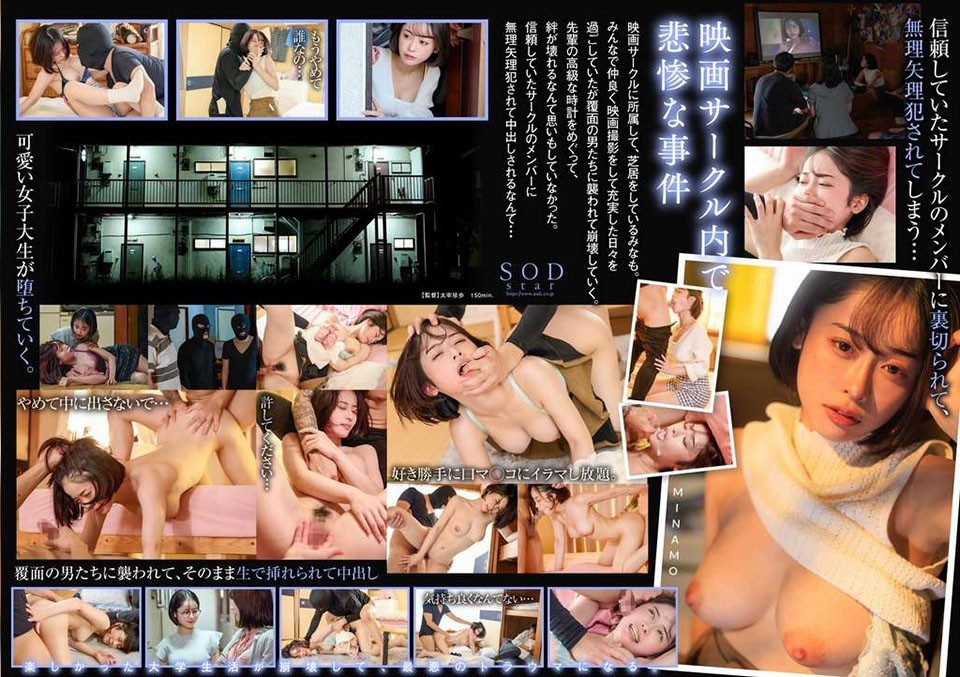 信頼していたサークルのメンバーに裏切られて、
無理矢理犯されてしまう…
映画サークル内で
悲惨な事件
映画サークルに所属して、芝居をしているみなも。
みんなで仲良く映画撮影をして充実した日々を
過ごしていたが覆面の男たちに襲われて崩壊していく。
先輩の高級な時計をめぐって、
絆が壊れるなんて思いもしていなかった。
信頼していたサークルのメンバーに
無理矢理犯されて中出しされるなんて…
もうやめて
誰なの…
SOD
star
https://www.sod.co.jp
【監督】太宰珍歩 150min.
可愛い女子大生が堕ちていく。
やめて中に出さないで…
許してください…
好き勝手に口マ〇コにイラマし放題。
MINAMO
覆面の男たちに襲われて、そのまま生で挿れられて中出し
気持ち良くなんてない…
楽しかった大学生活が崩壊して、最悪のトラウマになる。